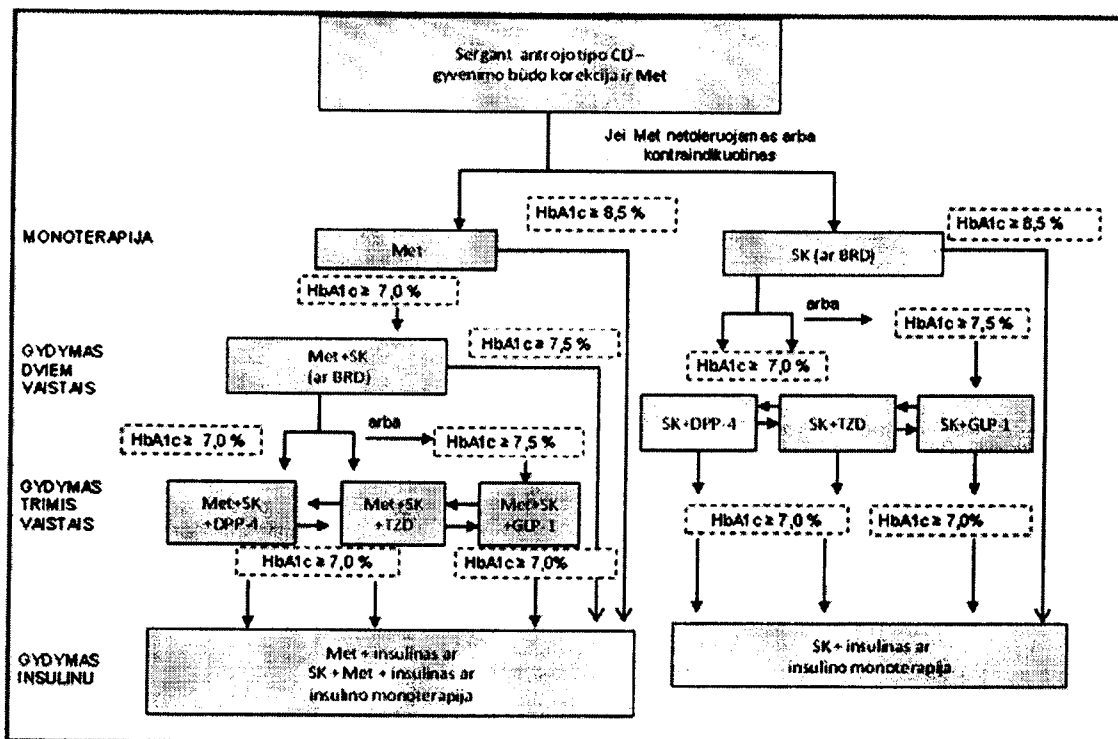 Sergant antrojo tipo CD –
gyvenimo būdo korekcija ir Met
Jei Met netoleruojamas arba
kontraindikuotinas
HbA1c ≥ 8,5 %
HbA1c ≥ 8,5 %
MONOTERAPIJA
Met
SK (ar BRD)
HbA1c ≥ 7,0 %
arba
HbA1c ≥ 7,5 %
GYDYMAS
DVIEM
VAISTAIS
Met+SK
(ar BRD)
HbA1c ≥ 7,5 %
HbA1c ≥ 7,0 %
SK+DPP-4
SK+TZD
SK+GLP-1
HbA1c ≥ 7,0 %
arba
HbA1c ≥ 7,5 %
GYDYMAS
TRIMIS
VAISTAIS
Met+SK
+DPP-4
Met+SK
+TZD
Met+SK
+GLP-1
HbA1c ≥ 7,0 %
HbA1c ≥ 7,0%
HbA1c ≥ 7,0 %
HbA1c ≥ 7,0%
GYDYMAS
INSULINU
Met + insulinas ar
SK + Met + insulinas ar
insulino monoterapija
SK + insulinas ar
insulino monoterapija